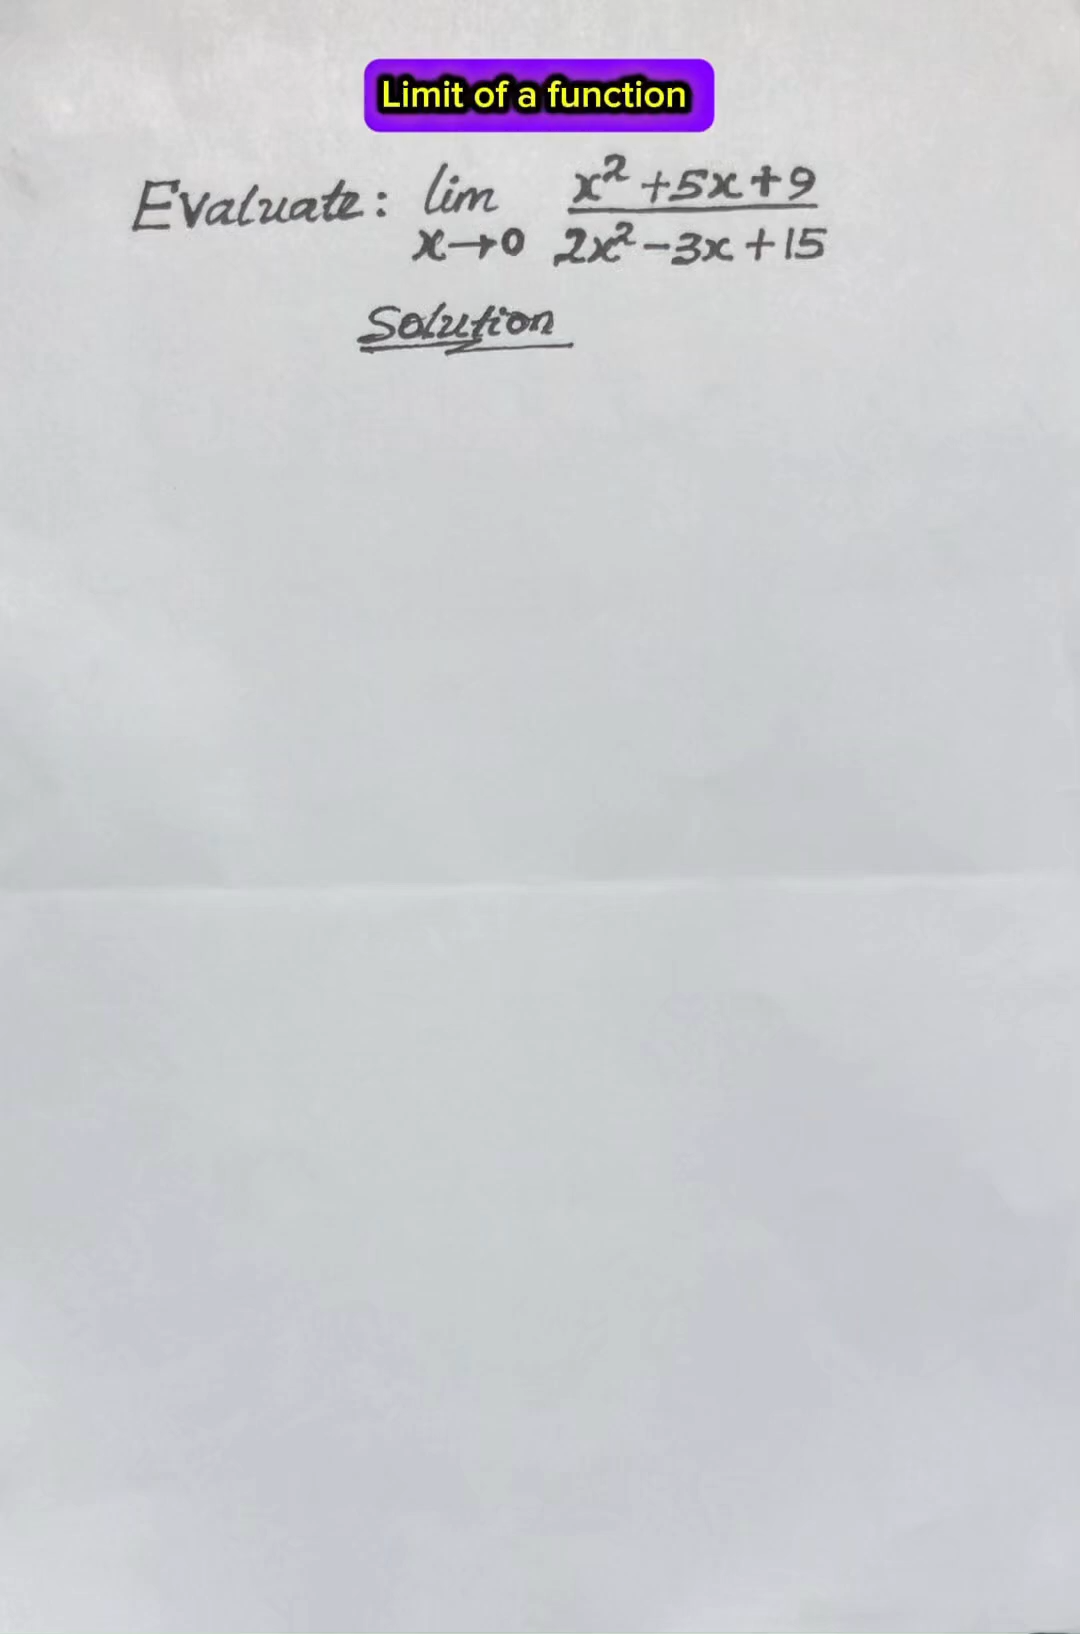 Limit of a function
Evaluate: lim x→0 (x² + 5x + 9)/(2x² - 3x + 15)
Solution